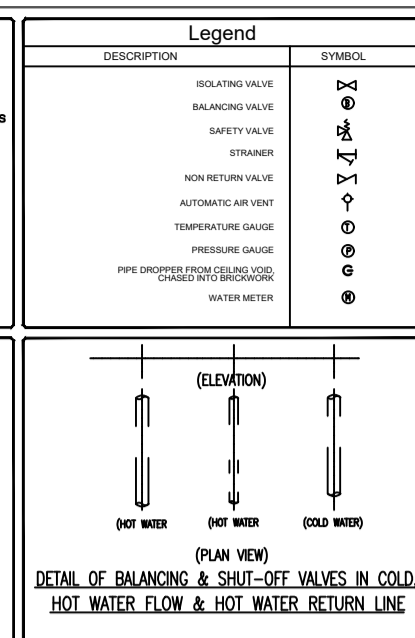 s
Legend
DESCRIPTION SYMBOL
ISOLATING VALVE
BALANCING VALVE B
SAFETY VALVE
STRAINER
NON RETURN VALVE
AUTOMATIC AIR VENT
TEMPERATURE GAUGE T
PRESSURE GAUGE P
PIPE DROPPER FROM CEILING VOID,
CHASED INTO BRICKWORK
WATER METER M
(ELEVATION)
(HOT WATER (HOT WATER (COLD WATER)
(PLAN VIEW)
DETAIL OF BALANCING & SHUT-OFF VALVES IN COLD,
HOT WATER FLOW & HOT WATER RETURN LINE